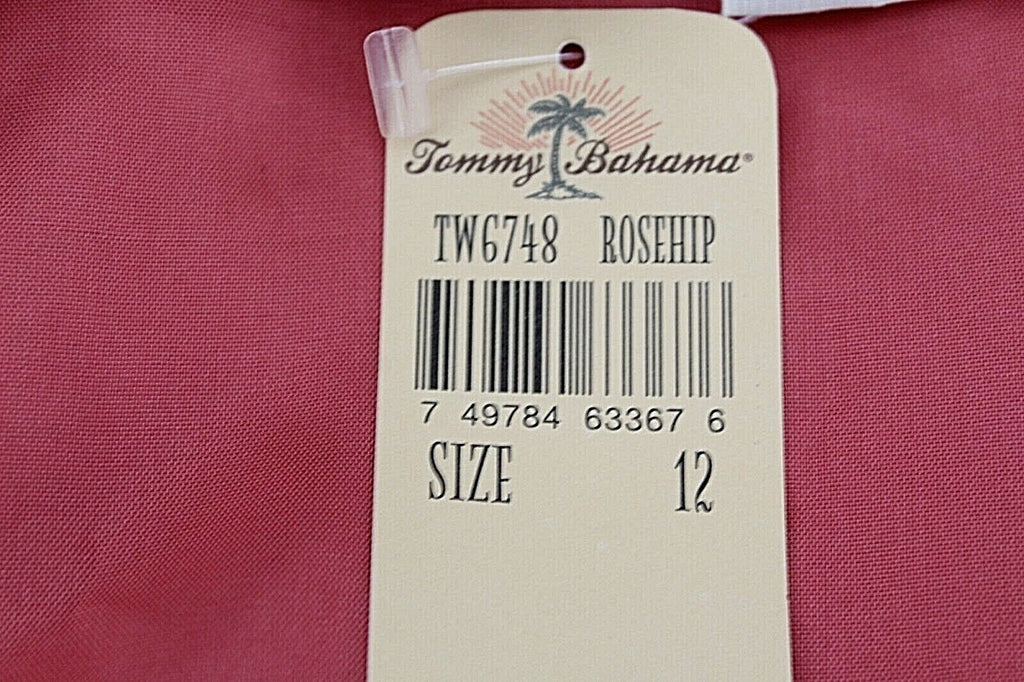 Tommy Bahama®
TW6748 ROSEHIP
7 49784 63367 6
SIZE 12